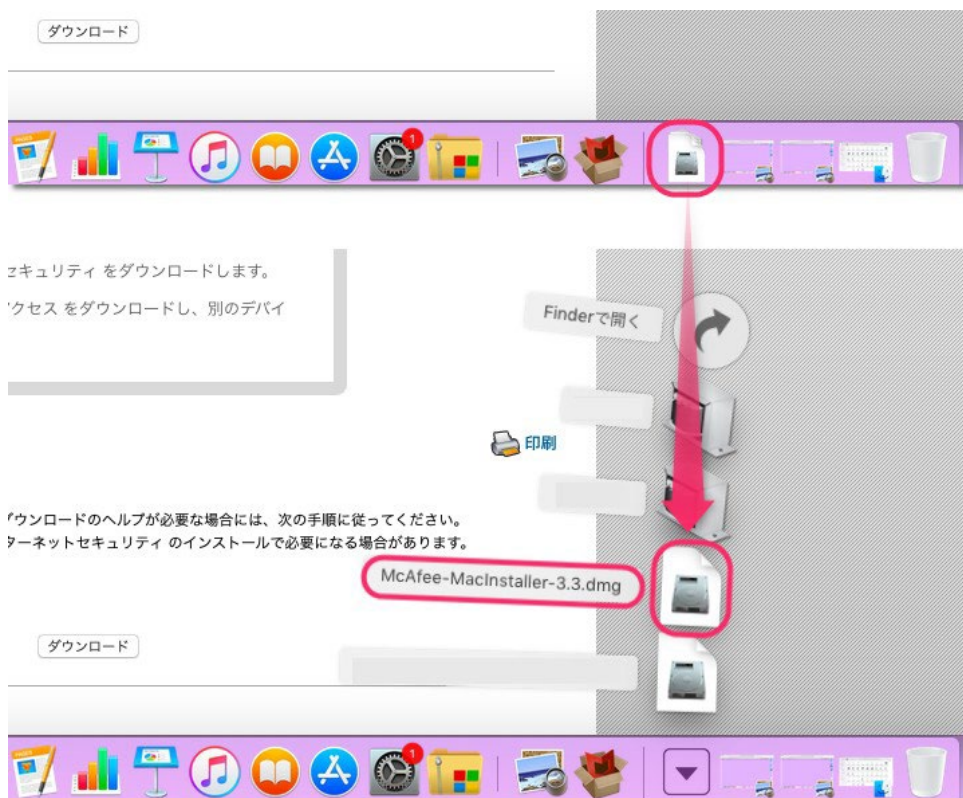 ダウンロード
PAGES
1
セキュリティ をダウンロードします。
クセス をダウンロードし、別のデバイ
Finderで開く
印刷
ダウンロードのヘルプが必要な場合には、次の手順に従ってください。
ターネットセキュリティ のインストールで必要になる場合があります。
McAfee-MacInstaller-3.3.dmg
ダウンロード
PAGES
1